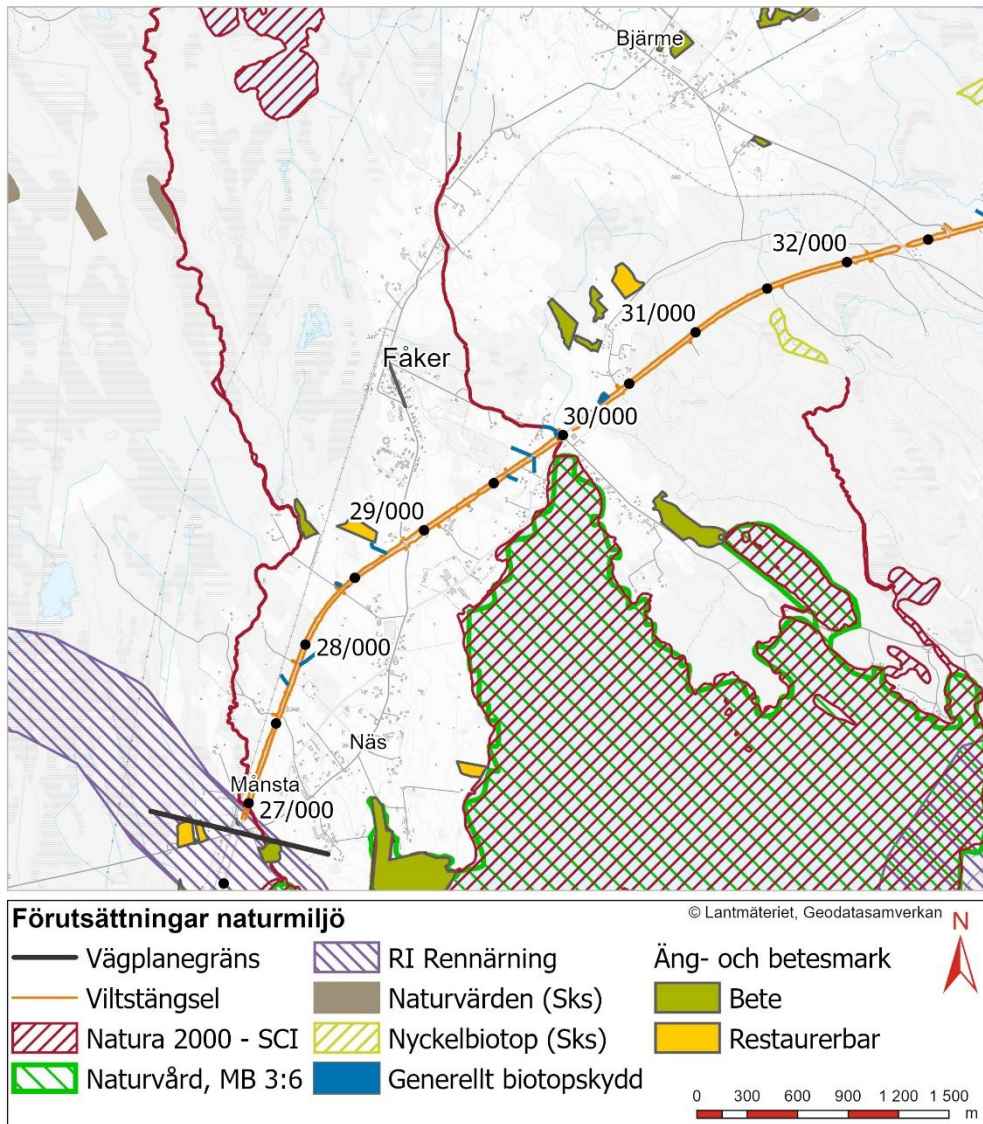 Bjärme
32/000
31/000
Fåker
30/000
29/000
28/000
Näs
Månsta
27/000
Förutsättningar naturmiljö
© Lantmäteriet, Geodatasamverkan
N
Vägplanegräns
RI Rennärning
Äng- och betesmark
Viltstängsel
Naturvärden (Sks)
Bete
Natura 2000 - SCI
Nyckelbiotop (Sks)
Restaurerbar
Naturvård, MB 3:6
Generellt biotopskydd
0 300 600 900 1 200 1 500
m